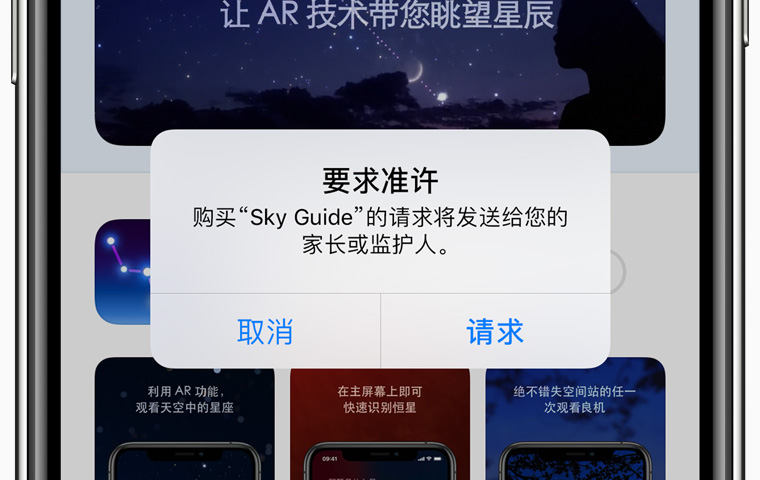 让 AR 技术带您眺望星辰
要求准许
购买“Sky Guide”的请求将发送给您的
家长或监护人。
取消
请求
利用 AR 功能，
观看天空中的星座
在主屏幕上即可
快速识别恒星
绝不错失空间站的任一
次观看良机
09:41